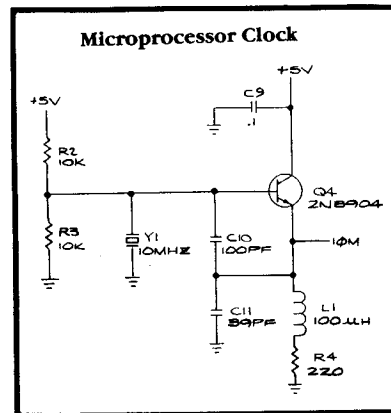 Microprocessor Clock
+5V
C9
.1
+5V
R2
10K
Q4
2N3904
R3
10K
Y1
10MHZ
C10
100PF
10M
C11
39PF
L1
100µH
R4
220